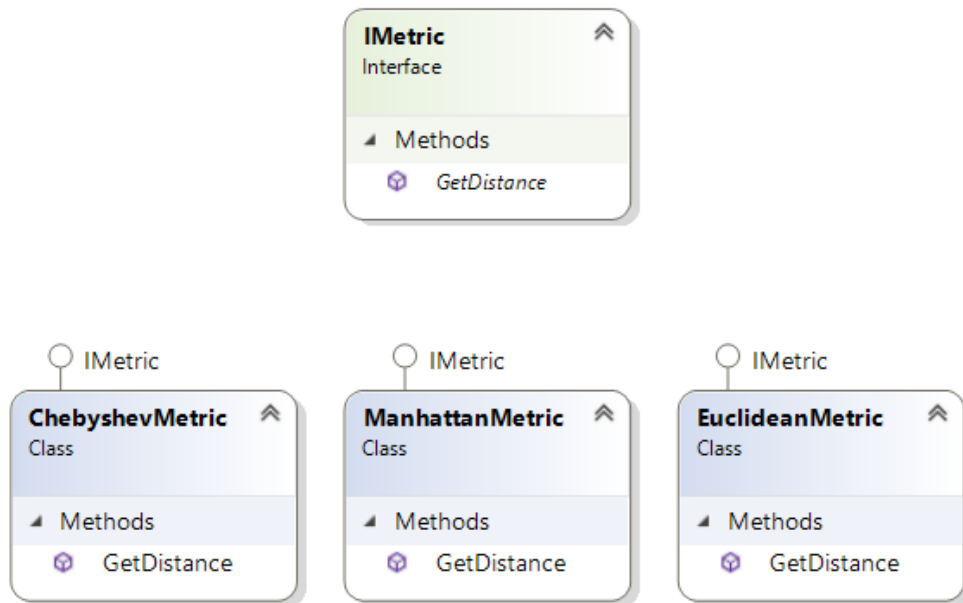 IMetric
Interface
Methods
GetDistance
IMetric
IMetric
IMetric
ChebyshevMetric
Class
Methods
GetDistance
ManhattanMetric
Class
Methods
GetDistance
EuclideanMetric
Class
Methods
GetDistance